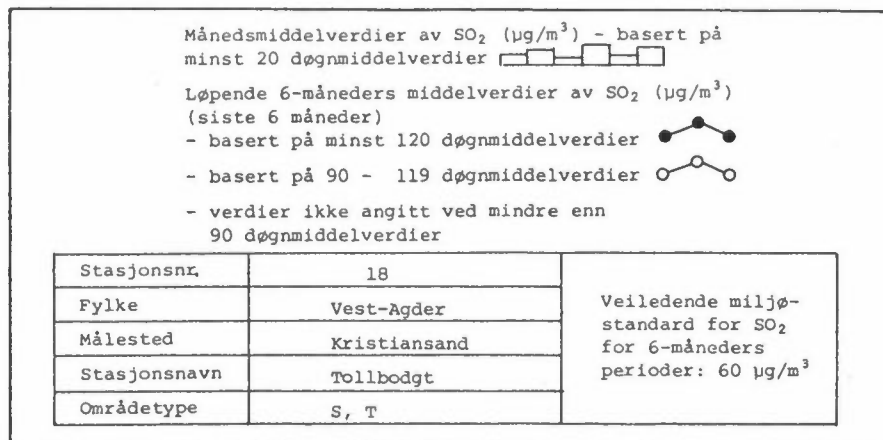 Månedsmiddelverdier av SO₂ (µg/m³) - basert på
minst 20 døgnmiddelverdier
Løpende 6-måneders middelverdier av SO₂ (µg/m³)
(siste 6 måneder)
- basert på minst 120 døgnmiddelverdier
- basert på 90 - 119 døgnmiddelverdier
- verdier ikke angitt ved mindre enn
90 døgnmiddelverdier
Stasjonsnr. 18
Fylke Vest-Agder
Målested Kristiansand
Stasjonsnavn Tollbodgt
Områdetype S, T
Veiledende miljø-
standard for SO₂
for 6-måneders
perioder: 60 µg/m³